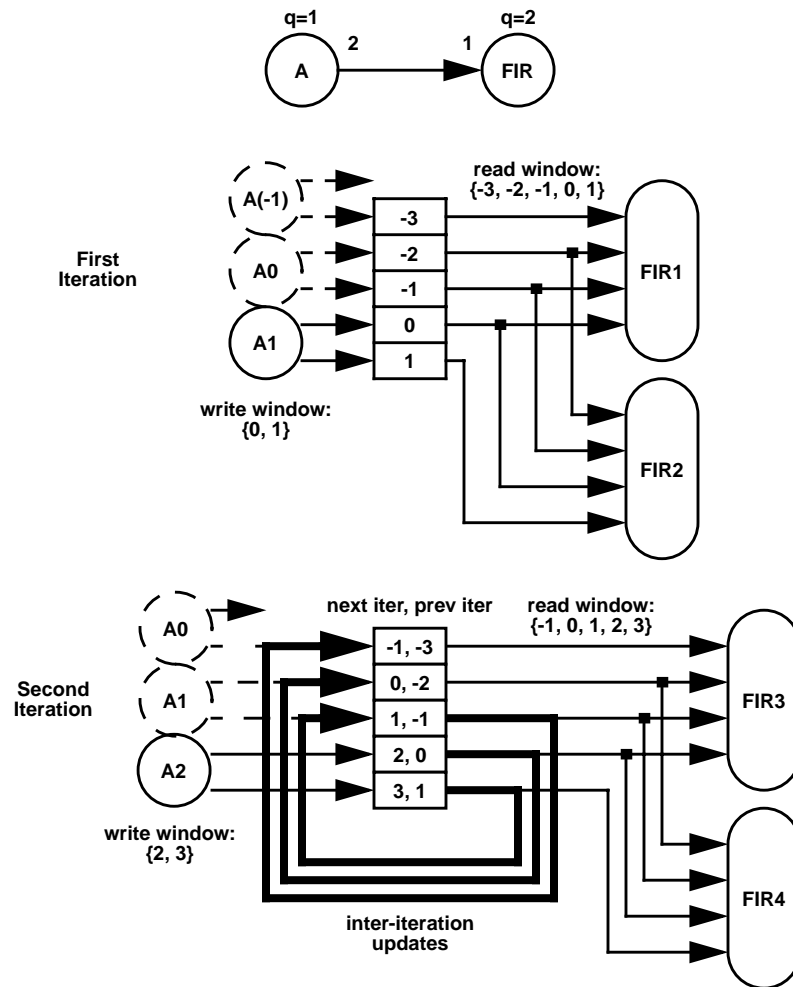 q=1
q=2
2
1
A
FIR
read window:
{-3, -2, -1, 0, 1}
A(-1)
-3
First
Iteration
A0
-2
-1
FIR1
A1
0
1
write window:
{0, 1}
FIR2
next iter, prev iter
read window:
{-1, 0, 1, 2, 3}
A0
-1, -3
Second
Iteration
A1
0, -2
1, -1
FIR3
A2
2, 0
3, 1
write window:
{2, 3}
inter-iteration
updates
FIR4